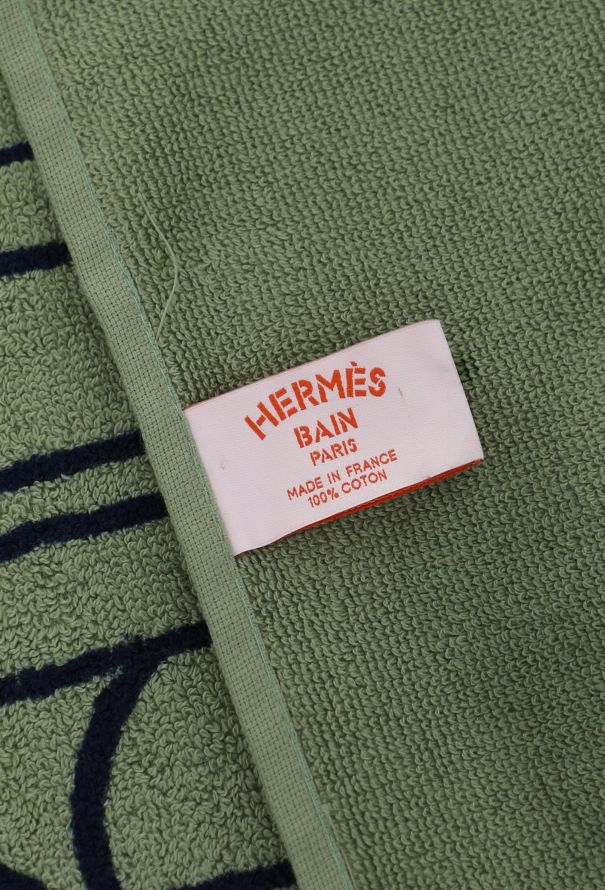 HERMÈS
BAIN
PARIS
MADE IN FRANCE
100% COTON